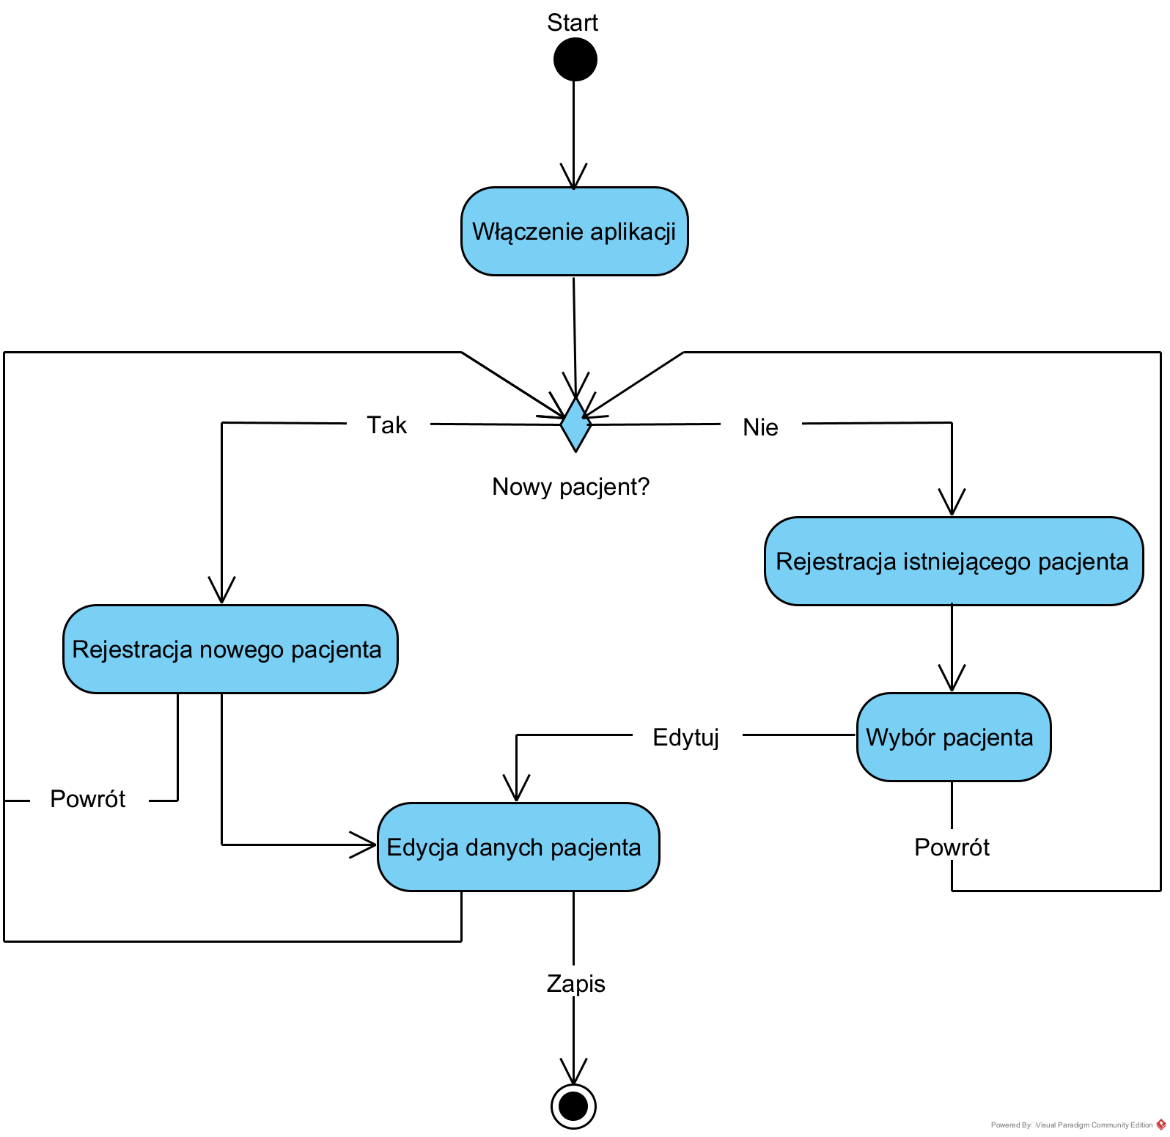 Start
Włączenie aplikacji
Tak
Nie
Nowy pacjent?
Rejestracja istniejącego pacjenta
Rejestracja nowego pacjenta
Edytuj
Wybór pacjenta
Powrót
Edycja danych pacjenta
Powrót
Zapis
Powered By: Visual Paradigm Community Edition